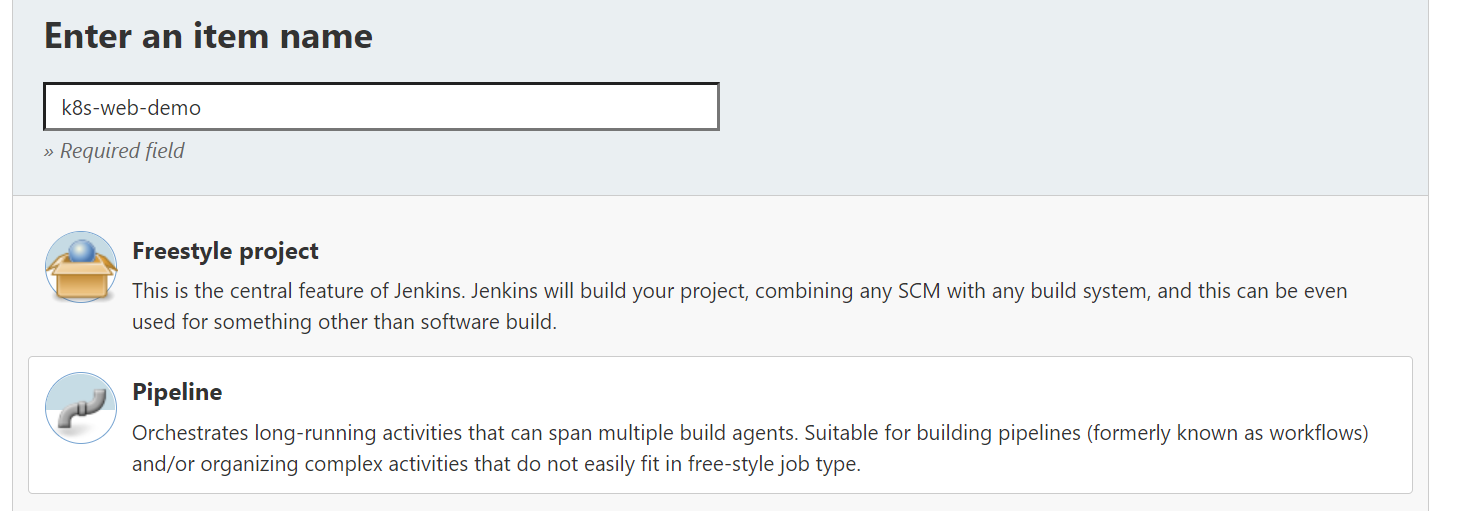 Enter an item name
k8s-web-demo
» Required field
Freestyle project
This is the central feature of Jenkins. Jenkins will build your project, combining any SCM with any build system, and this can be even
used for something other than software build.
Pipeline
Orchestrates long-running activities that can span multiple build agents. Suitable for building pipelines (formerly known as workflows)
and/or organizing complex activities that do not easily fit in free-style job type.